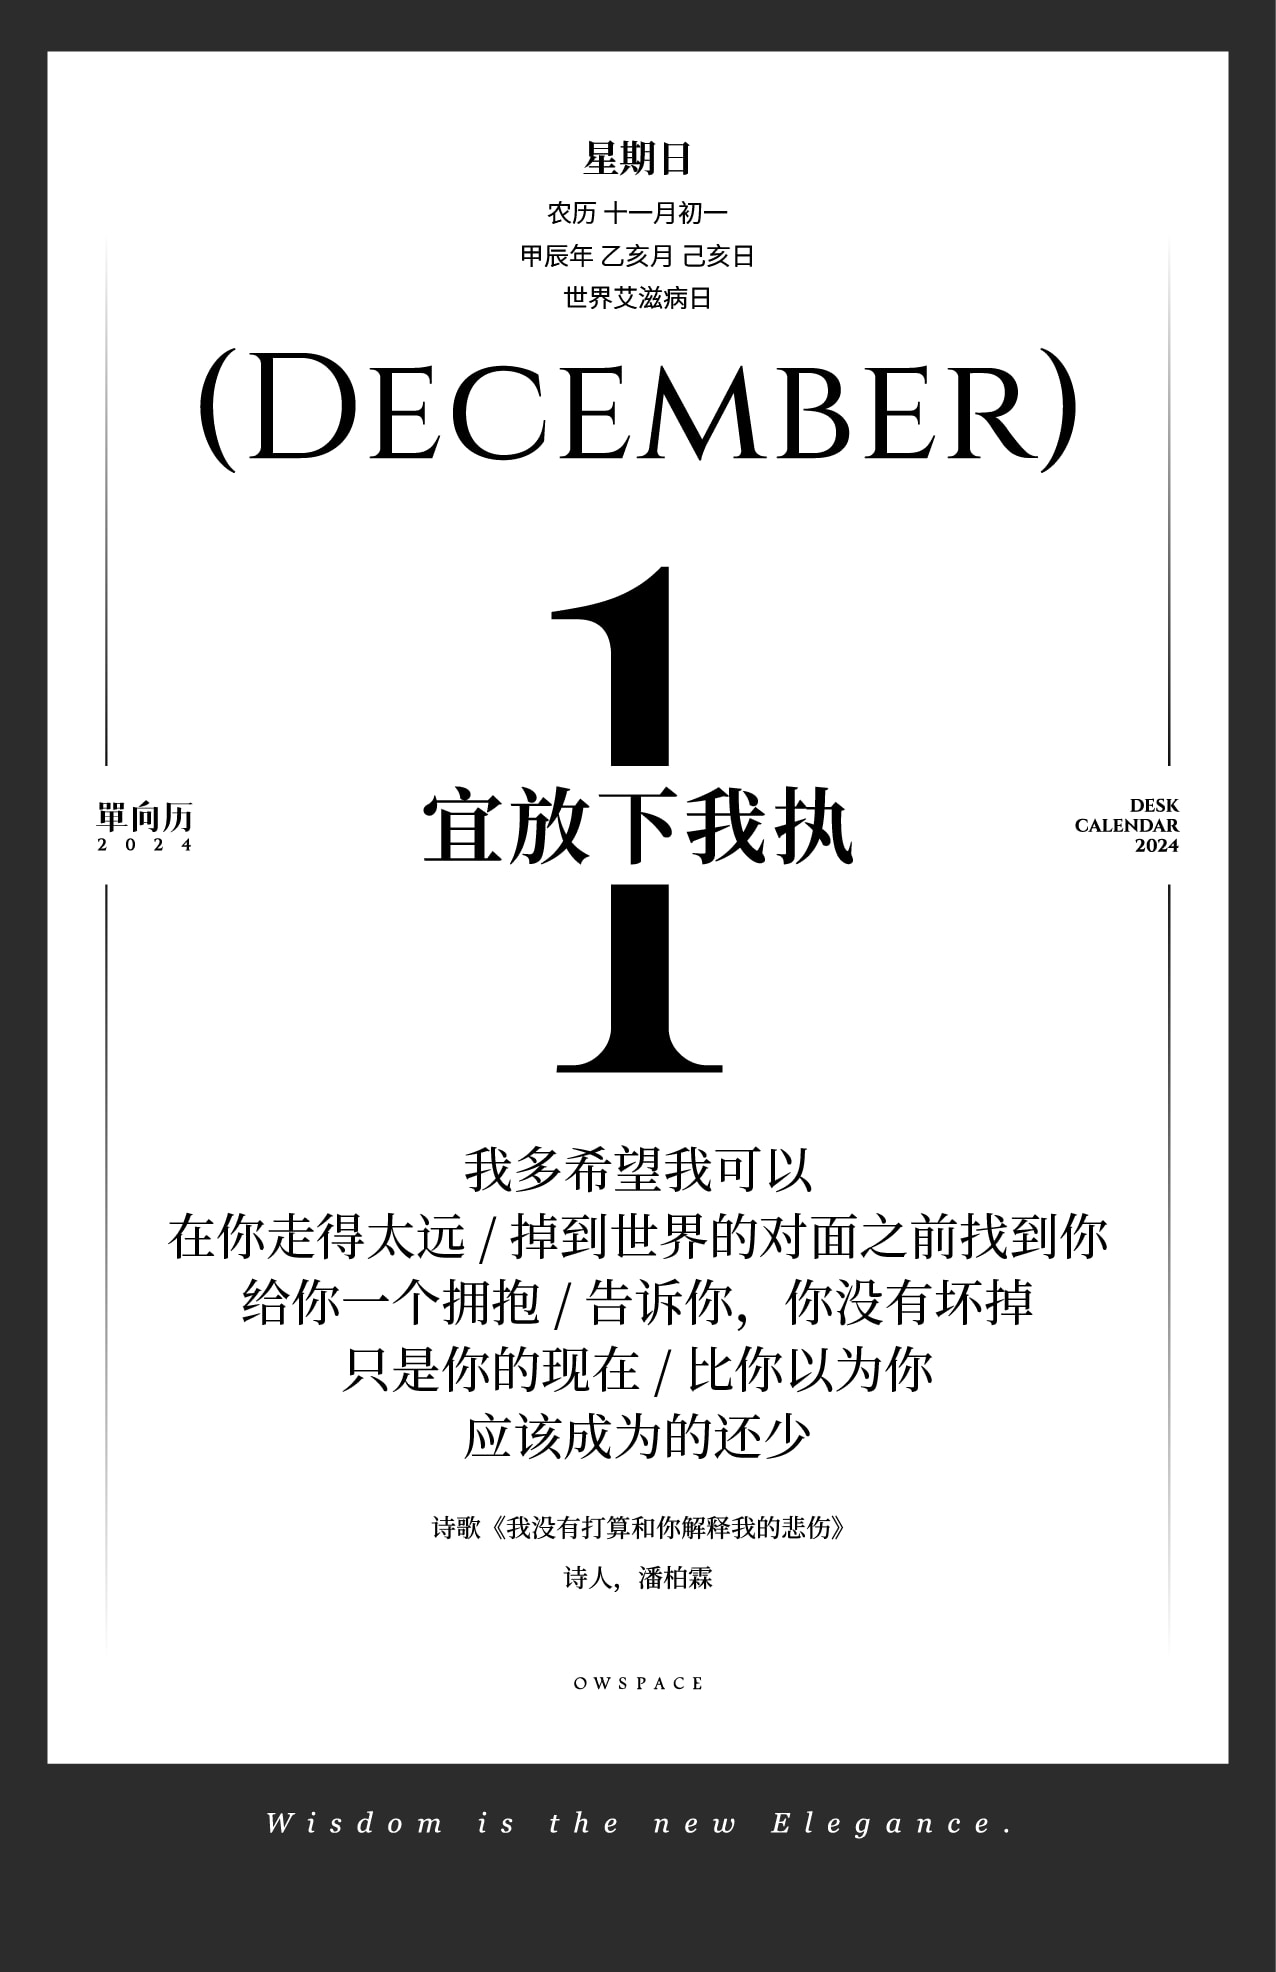 星期日
农历 十一月初一
甲辰年 乙亥月 己亥日
世界艾滋病日
(DECEMBER)
1
單向历
2024
宜放下我执
DESK
CALENDAR
2024
我多希望我可以
在你走得太远 / 掉到世界的对面之前找到你
给你一个拥抱 / 告诉你，你没有坏掉
只是你的现在 / 比你以为你
应该成为的还少
诗歌《我没有打算和你解释我的悲伤》
诗人，潘柏霖
OWSPACE
Wisdom is the new Elegance.